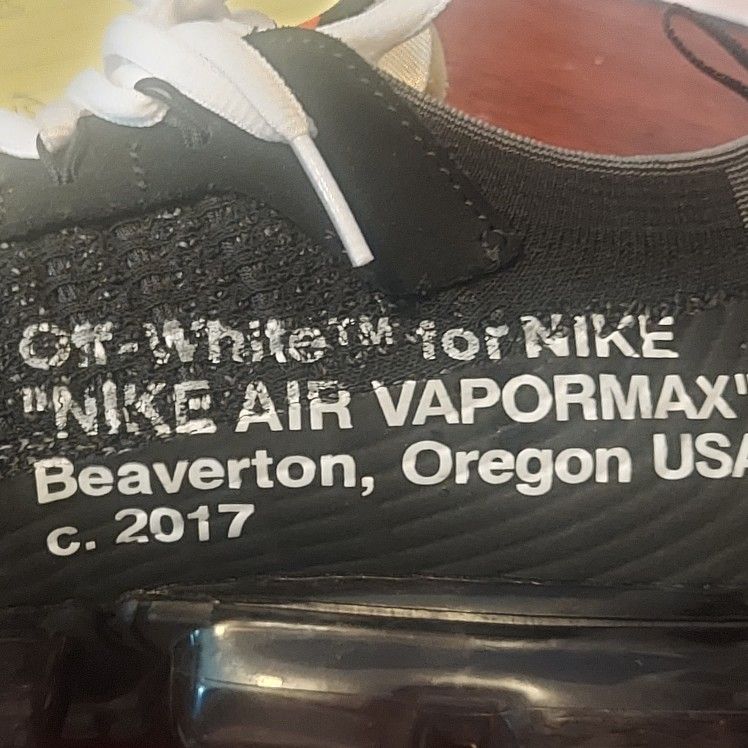 Off-White™ for NIKE
"NIKE AIR VAPORMAX"
Beaverton, Oregon USA
c. 2017